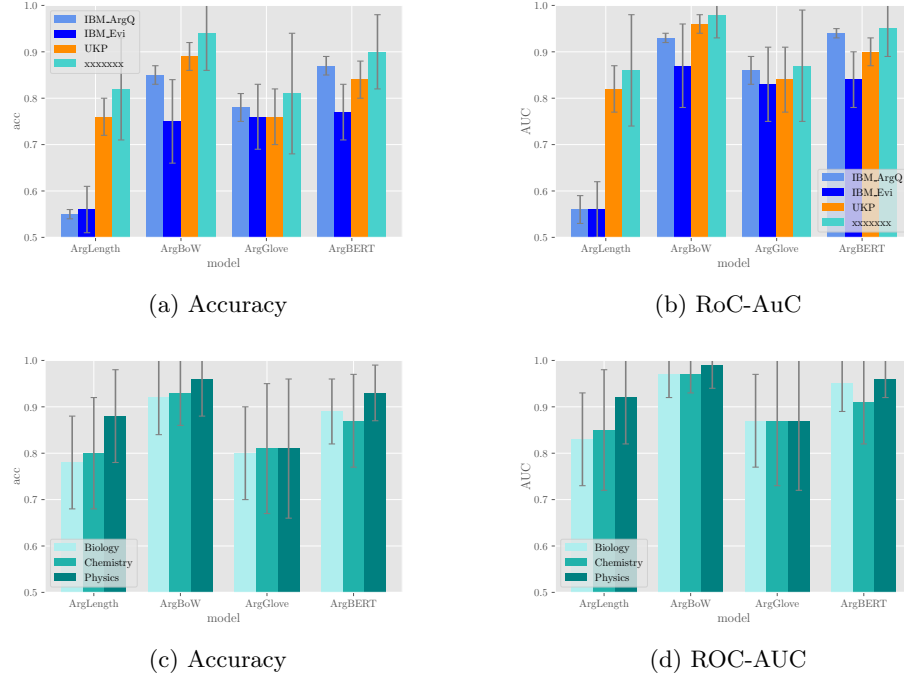 1.0
0.9
0.8
0.7
0.6
0.5
acc
IBM_ArgQ
IBM_Evi
UKP
xxxxxxx
ArgLength ArgBoW ArgGlove ArgBERT
model
(a) Accuracy
1.0
0.9
0.8
0.7
0.6
0.5
AUC
IBM_ArgQ
IBM_Evi
UKP
xxxxxxx
ArgLength ArgBoW ArgGlove ArgBERT
model
(b) RoC-AuC
1.0
0.9
0.8
0.7
0.6
0.5
acc
Biology
Chemistry
Physics
ArgLength ArgBoW ArgGlove ArgBERT
model
(c) Accuracy
1.0
0.9
0.8
0.7
0.6
0.5
AUC
Biology
Chemistry
Physics
ArgLength ArgBoW ArgGlove ArgBERT
model
(d) ROC-AUC